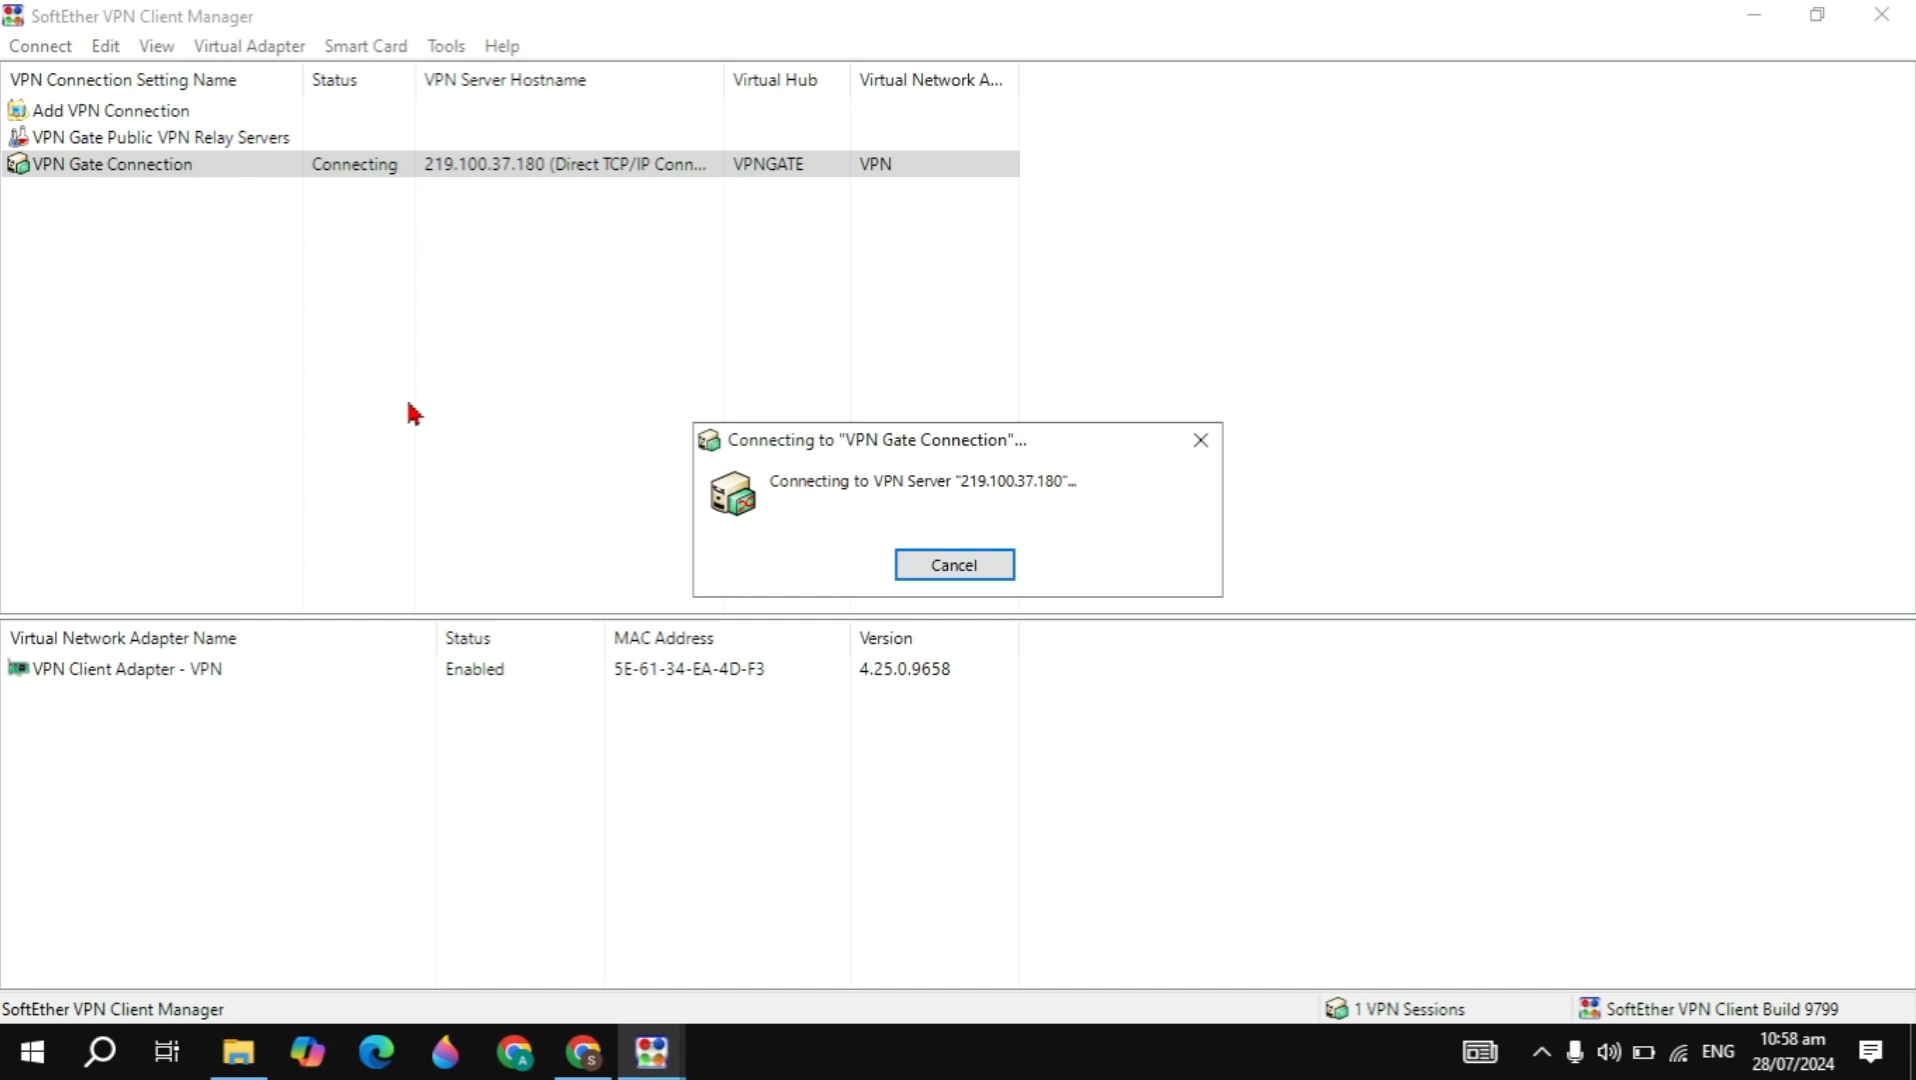 SoftEther VPN Client Manager
Connect Edit View Virtual Adapter Smart Card Tools Help
VPN Connection Setting Name Status VPN Server Hostname Virtual Hub Virtual Network A...
Add VPN Connection
VPN Gate Public VPN Relay Servers
VPN Gate Connection Connecting 219.100.37.180 (Direct TCP/IP Conn... VPNGATE VPN
Connecting to "VPN Gate Connection"...
Connecting to VPN Server "219.100.37.180"...
Cancel
Virtual Network Adapter Name Status MAC Address Version
VPN Client Adapter - VPN Enabled 5E-61-34-EA-4D-F3 4.25.0.9658
SoftEther VPN Client Manager 1 VPN Sessions SoftEther VPN Client Build 9799
A S ENG 10:58 am
28/07/2024